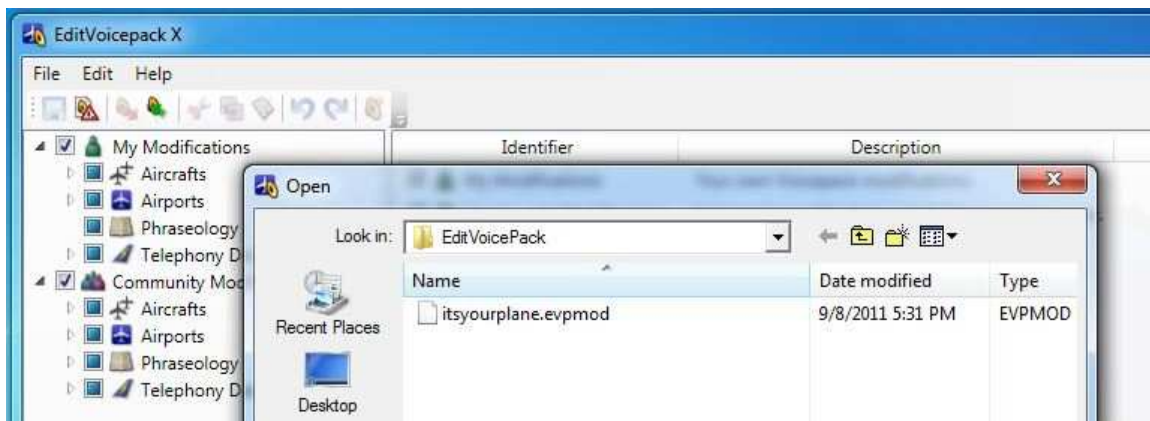 EditVoicepack X
File Edit Help
Identifier Description
My Modifications
Aircrafts
Airports
Phraseology
Telephony D
Community Mod
Aircrafts
Airports
Phraseology
Telephony D
Open
Look in: EditVoicePack
Name Date modified Type
itsyourplane.evpmod 9/8/2011 5:31 PM EVPMOD
Recent Places
Desktop